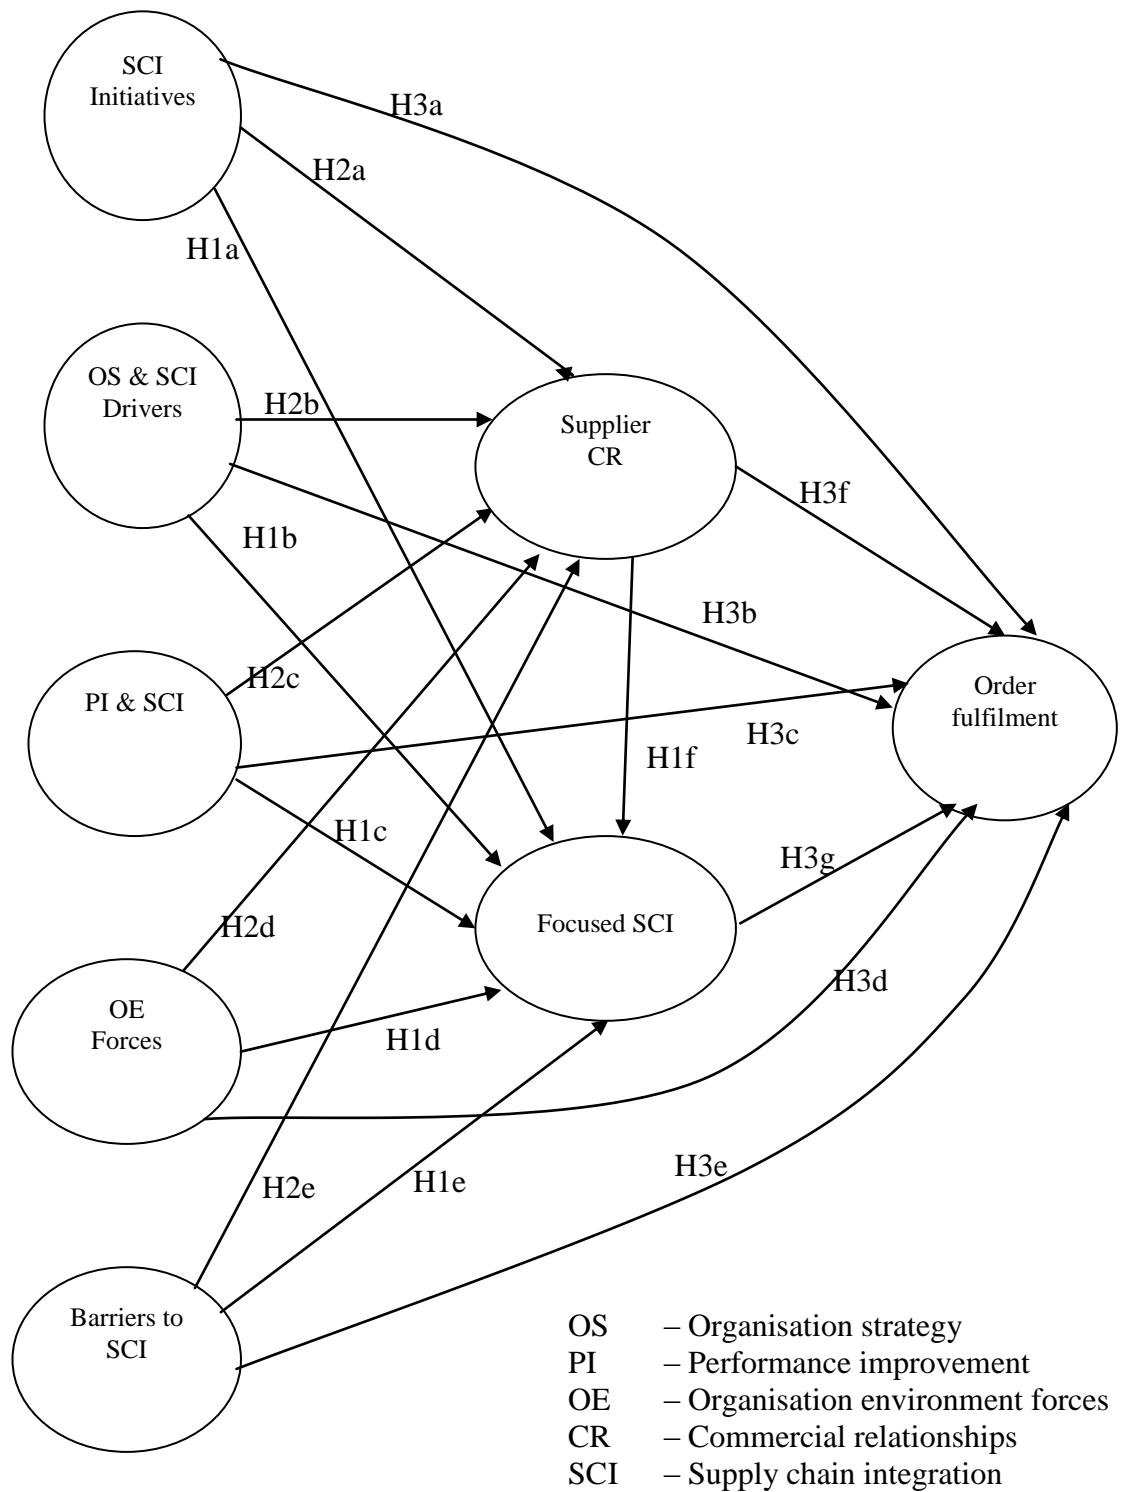 SCI
Initiatives
H3a
H2a
H1a
OS & SCI
Drivers
H2b
Supplier
CR
H3f
H1b
H3b
H2c
PI & SCI
Order
fulfilment
H3c
H1f
H1c
H3g
Focused SCI
H2d
H3d
OE
Forces
H1d
H3e
H2e
H1e
Barriers to
SCI
OS – Organisation strategy
PI – Performance improvement
OE – Organisation environment forces
CR – Commercial relationships
SCI – Supply chain integration